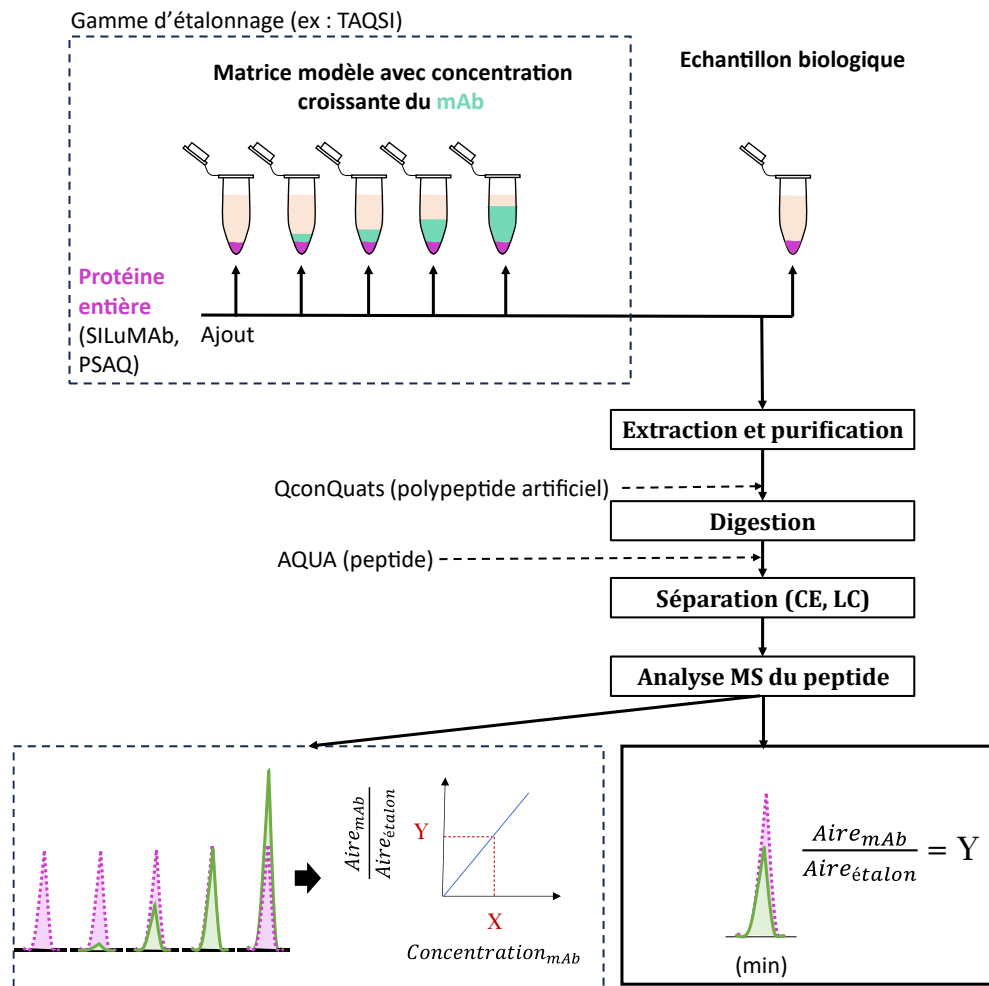 Gamme d'étalonnage (ex : TAQSI)
Matrice modèle avec concentration
croissante du mAb
Echantillon biologique
Protéine
entière
(SILuMAb,
PSAQ)
Ajout
Extraction et purification
QconQuats (polypeptide artificiel)
Digestion
AQUA (peptide)
Séparation (CE, LC)
Analyse MS du peptide
Aire_mAb
Aire_étalon
Y
X
Concentration_mAb
Aire_mAb
Aire_étalon
= Y
(min)